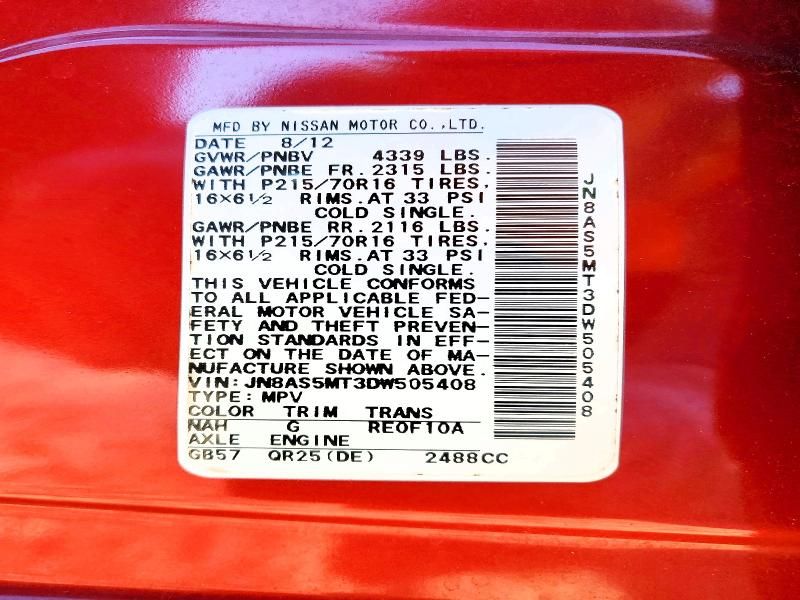 MFD BY NISSAN MOTOR CO.,LTD.
DATE 8/12
GVWR/PNBV 4339 LBS.
GAWR/PNBE FR. 2315 LBS.
WITH P215/70R16 TIRES,
16×6½ RIMS.AT 33 PSI
COLD SINGLE.
GAWR/PNBE RR. 2116 LBS.
WITH P215/70R16 TIRES,
16×6½ RIMS.AT 33 PSI
COLD SINGLE.
THIS VEHICLE CONFORMS
TO ALL APPLICABLE FED-
ERAL MOTOR VEHICLE SA-
FETY AND THEFT PREVEN-
TION STANDARDS IN EFF-
ECT ON THE DATE OF MA-
NUFACTURE SHOWN ABOVE.
VIN:JN8AS5MT3DW505408
TYPE:MPV
COLOR TRIM TRANS
NAH G RE0F10A
AXLE ENGINE
GB57 QR25(DE) 2488CC
JN8AS5MT3DW505408